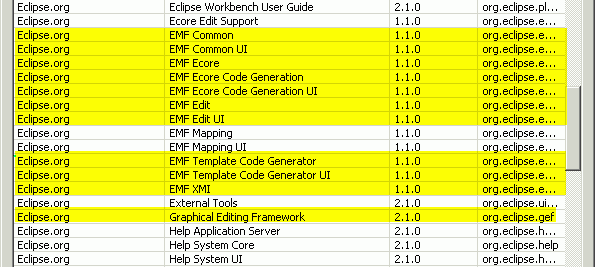 Eclipse.org Eclipse Workbench User Guide 2.1.0 org.eclipse.pl...
Eclipse.org Ecore Edit Support 1.1.0 org.eclipse.e...
Eclipse.org EMF Common 1.1.0 org.eclipse.e...
Eclipse.org EMF Common UI 1.1.0 org.eclipse.e...
Eclipse.org EMF Ecore 1.1.0 org.eclipse.e...
Eclipse.org EMF Ecore Code Generation 1.1.0 org.eclipse.e...
Eclipse.org EMF Ecore Code Generation UI 1.1.0 org.eclipse.e...
Eclipse.org EMF Edit 1.1.0 org.eclipse.e...
Eclipse.org EMF Edit UI 1.1.0 org.eclipse.e...
Eclipse.org EMF Mapping 1.1.0 org.eclipse.e...
Eclipse.org EMF Mapping UI 1.1.0 org.eclipse.e...
Eclipse.org EMF Template Code Generator 1.1.0 org.eclipse.e...
Eclipse.org EMF Template Code Generator UI 1.1.0 org.eclipse.e...
Eclipse.org EMF XMI 1.1.0 org.eclipse.e...
Eclipse.org External Tools 2.1.0 org.eclipse.ui...
Eclipse.org Graphical Editing Framework 2.1.0 org.eclipse.gef
Eclipse.org Help Application Server 2.1.0 org.eclipse.h...
Eclipse.org Help System Core 2.1.0 org.eclipse.help
Eclipse.org Help System UI 2.1.0 org.eclipse.h...